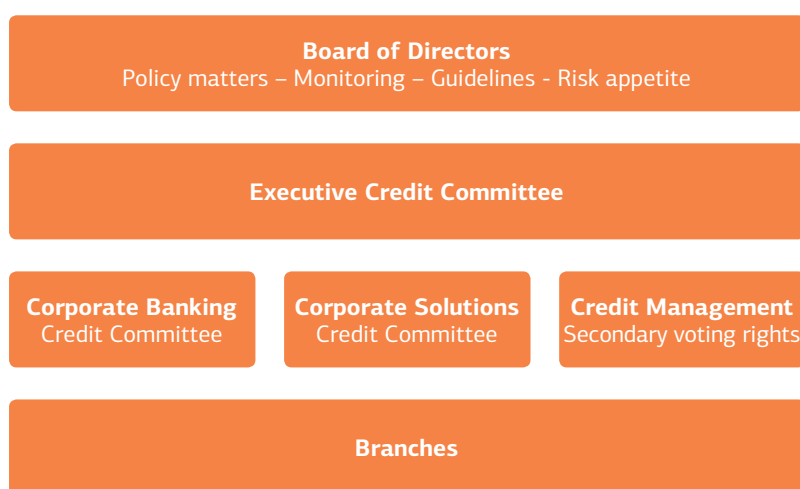 Board of Directors
Policy matters – Monitoring – Guidelines - Risk appetite
Executive Credit Committee
Corporate Banking
Credit Committee
Corporate Solutions
Credit Committee
Credit Management
Secondary voting rights
Branches